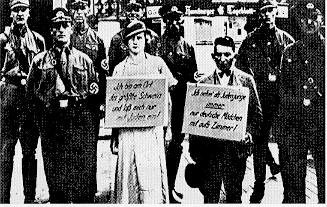 Ich bin am Ort
das größte Schwein
und laß mich nur
mit Juden ein!
Ich nehm' als Judenjunge
immer
nur deutsche Mädchen
mit aufs Zimmer!